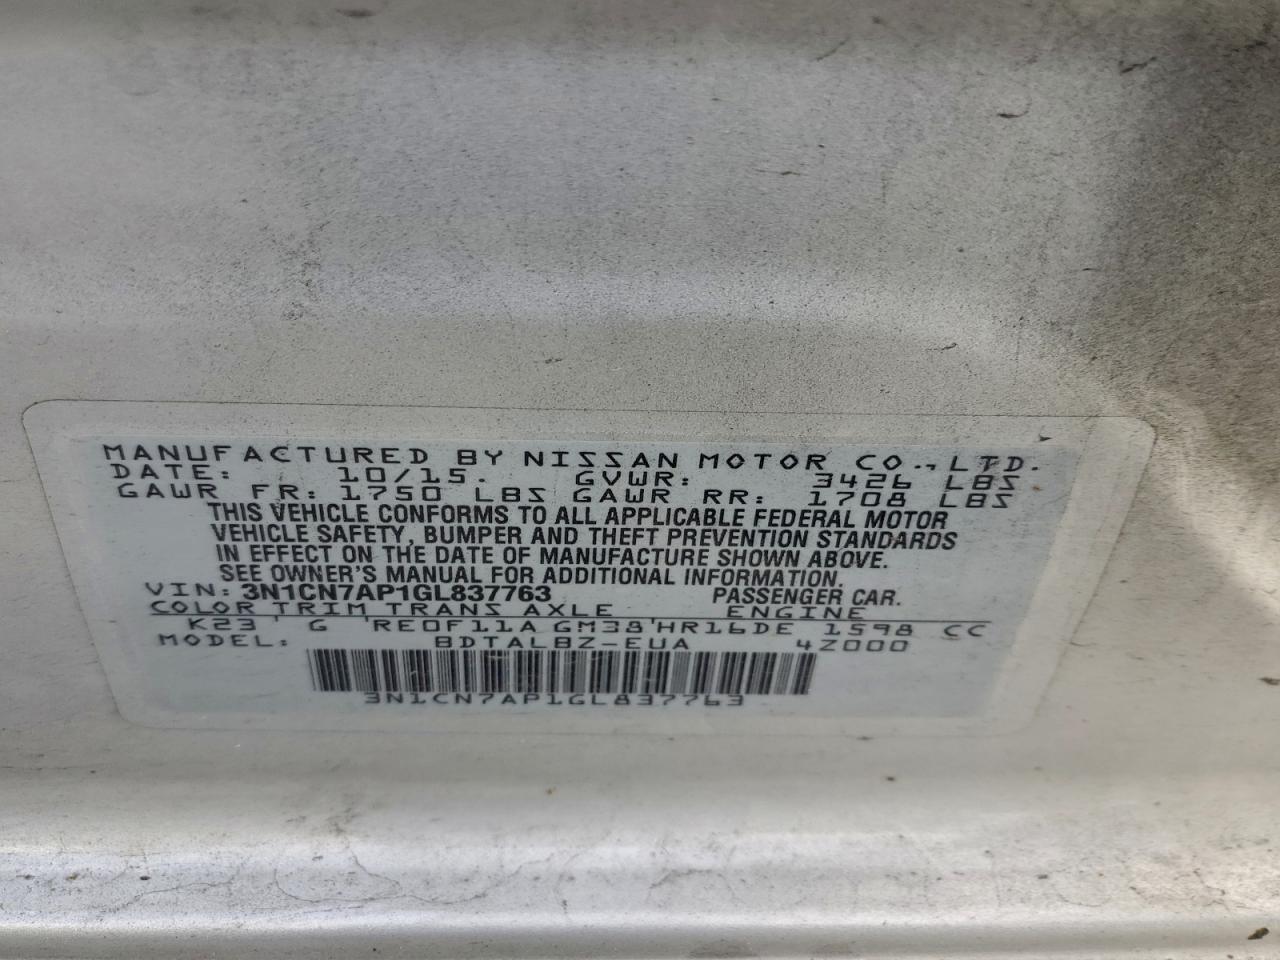 MANUFACTURED BY NISSAN MOTOR CO., LTD.
DATE: 10/15. GVWR: 3426 LBS
GAWR FR: 1750 LBS GAWR RR: 1708 LBS
THIS VEHICLE CONFORMS TO ALL APPLICABLE FEDERAL MOTOR
VEHICLE SAFETY, BUMPER AND THEFT PREVENTION STANDARDS
IN EFFECT ON THE DATE OF MANUFACTURE SHOWN ABOVE.
SEE OWNER'S MANUAL FOR ADDITIONAL INFORMATION.
VIN: 3N1CN7AP1GL837763 PASSENGER CAR.
COLOR TRIM TRANS AXLE ENGINE
K23 ' G 'RE0F11A GM38'HR16DE 1598 CC
MODEL: BDTALBZ-EUA 4Z000
3N1CN7AP1GL837763